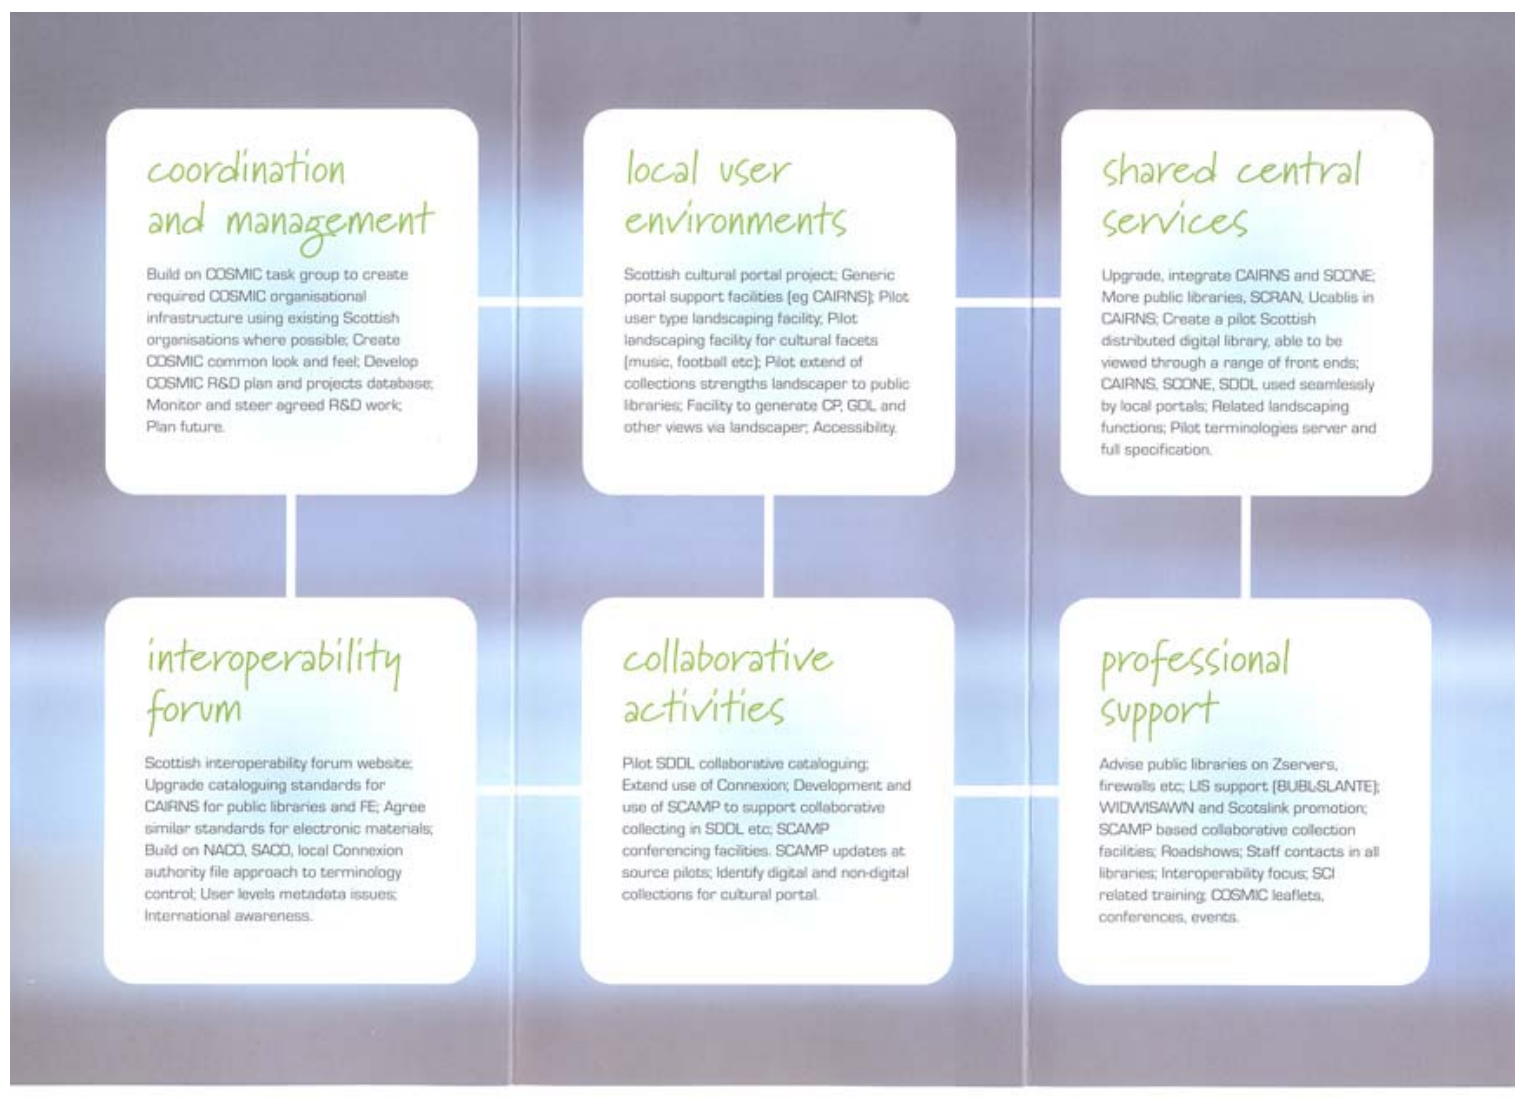 coordination
and management
Build on COSMIC task group to create
required COSMIC organisational
infrastructure using existing Scottish
organisations where possible; Create
COSMIC common look and feel; Develop
COSMIC R&D plan and projects database;
Monitor and steer agreed R&D work;
Plan future.
local user
environments
Scottish cultural portal project; Generic
portal support facilities (eg CAIRNS); Pilot
user type landscaping facility; Pilot
landscaping facility for cultural facets
(music, football etc); Pilot extend of
collections strengths landscaper to public
libraries; Facility to generate CP, GDL and
other views via landscaper; Accessibility.
shared central
services
Upgrade, integrate CAIRNS and SCONE;
More public libraries, SCRAN, Ucablis in
CAIRNS; Create a pilot Scottish
distributed digital library, able to be
viewed through a range of front ends;
CAIRNS, SCONE, SDDL used seamlessly
by local portals; Related landscaping
functions; Pilot terminologies server and
full specification.
interoperability
forum
Scottish interoperability forum website;
Upgrade cataloguing standards for
CAIRNS for public libraries and FE; Agree
similar standards for electronic materials;
Build on NACO, SACO, local Connexion
authority file approach to terminology
control; User levels metadata issues;
International awareness.
collaborative
activities
Pilot SDDL collaborative cataloguing;
Extend use of Connexion; Development and
use of SCAMP to support collaborative
collecting in SDDL etc; SCAMP
conferencing facilities. SCAMP updates at
source pilots; Identify digital and non-digital
collections for cultural portal.
professional
support
Advise public libraries on Zservers,
firewalls etc; LIS support (BUBL-SLANTE);
WIDWISAWN and Scotslink promotion;
SCAMP based collaborative collection
facilities; Roadshows; Staff contacts in all
libraries; Interoperability focus; SCI
related training; COSMIC leaflets,
conferences, events.